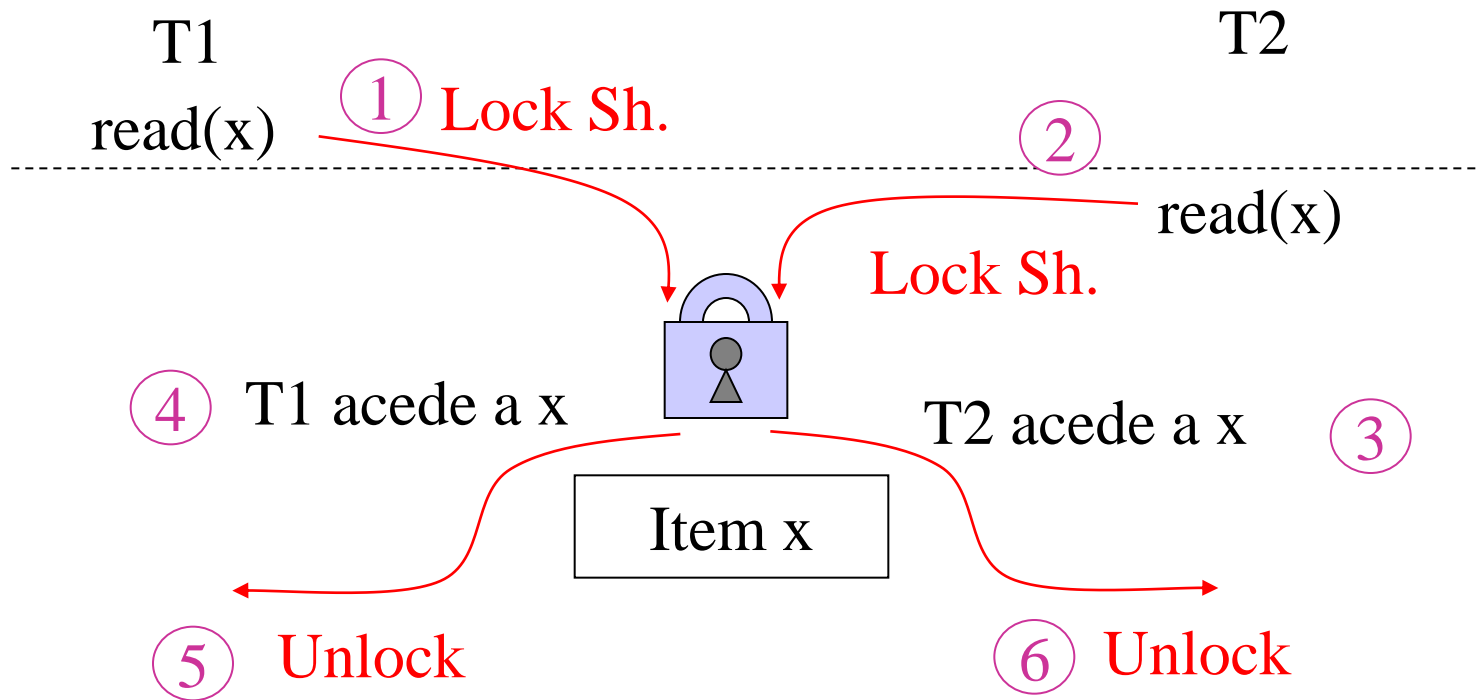 T1
T2
1
Lock Sh.
read(x)
2
read(x)
Lock Sh.
4
T1 acede a x
T2 acede a x
3
Item x
5
Unlock
6
Unlock